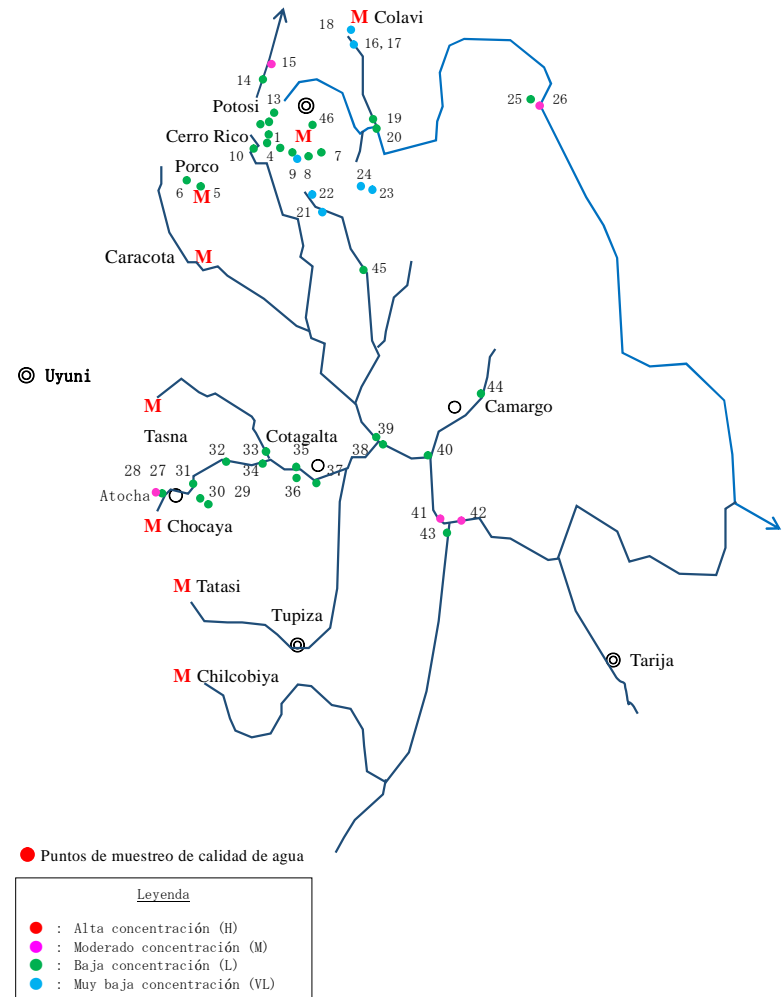 18 M Colavi
16,17
15
14
13
Potosi
19
25 26
46
20
Cerro Rico 1 M
10 4 9 8 7
Porco
24
6 5
M
23
22
21
Caracota M
45
Uyuni
44
M
Camargo
Tasna
Cotagalta
39
32 33 35 38 40
28 27 31 34 37
Atocha 30 29 36
M Chocaya
41 42
43
M Tatasi
Tupiza
Tarija
M Chilcobiya
Puntos de muestreo de calidad de agua
Leyenda
: Alta concentración (H)
: Moderado concentración (M)
: Baja concentración (L)
: Muy baja concentración (VL)